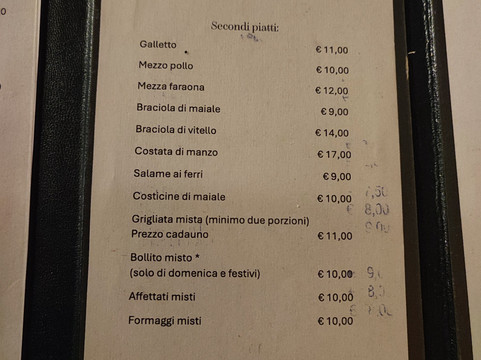 Secondi piatti:
Galletto € 11,00
Mezzo pollo € 10,00
Mezza faraona € 12,00
Braciola di maiale € 9,00
Braciola di vitello € 14,00
Costata di manzo € 17,00
Salame ai ferri € 9,00
Costicine di maiale € 10,00
Grigliata mista (minimo due porzioni)
Prezzo cadauno € 11,00
Bollito misto *
(solo di domenica e festivi) € 10,00
Affettati misti € 10,00
Formaggi misti € 10,00